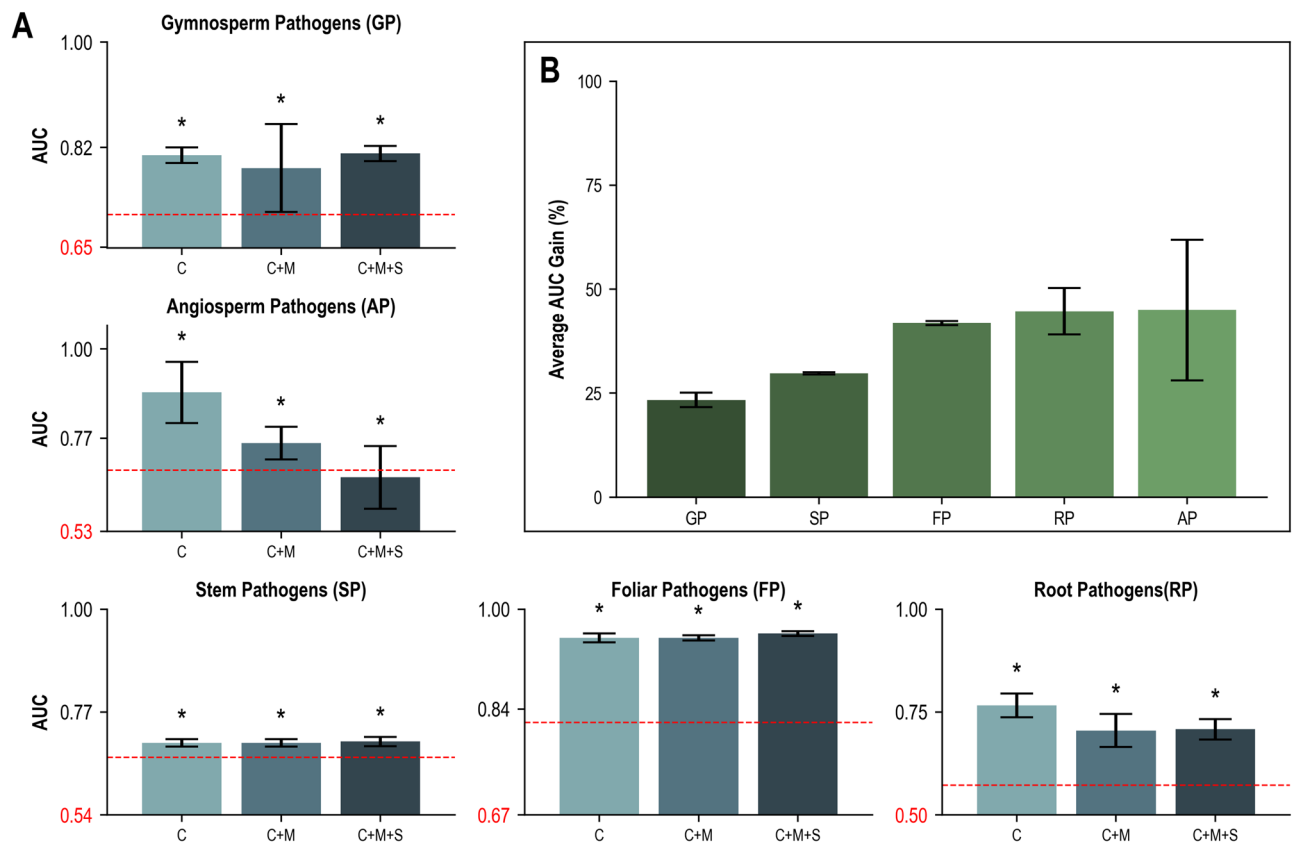 A
Gymnosperm Pathogens (GP)
AUC
1.00
0.82
0.65
*
*
*
C
C+M
C+M+S
Angiosperm Pathogens (AP)
AUC
1.00
0.77
0.53
*
*
*
C
C+M
C+M+S
B
Average AUC Gain (%)
100
75
50
25
0
GP
SP
FP
RP
AP
Stem Pathogens (SP)
AUC
1.00
0.77
0.54
*
*
*
C
C+M
C+M+S
Foliar Pathogens (FP)
1.00
0.84
0.67
*
*
*
C
C+M
C+M+S
Root Pathogens(RP)
1.00
0.75
0.50
*
*
*
C
C+M
C+M+S